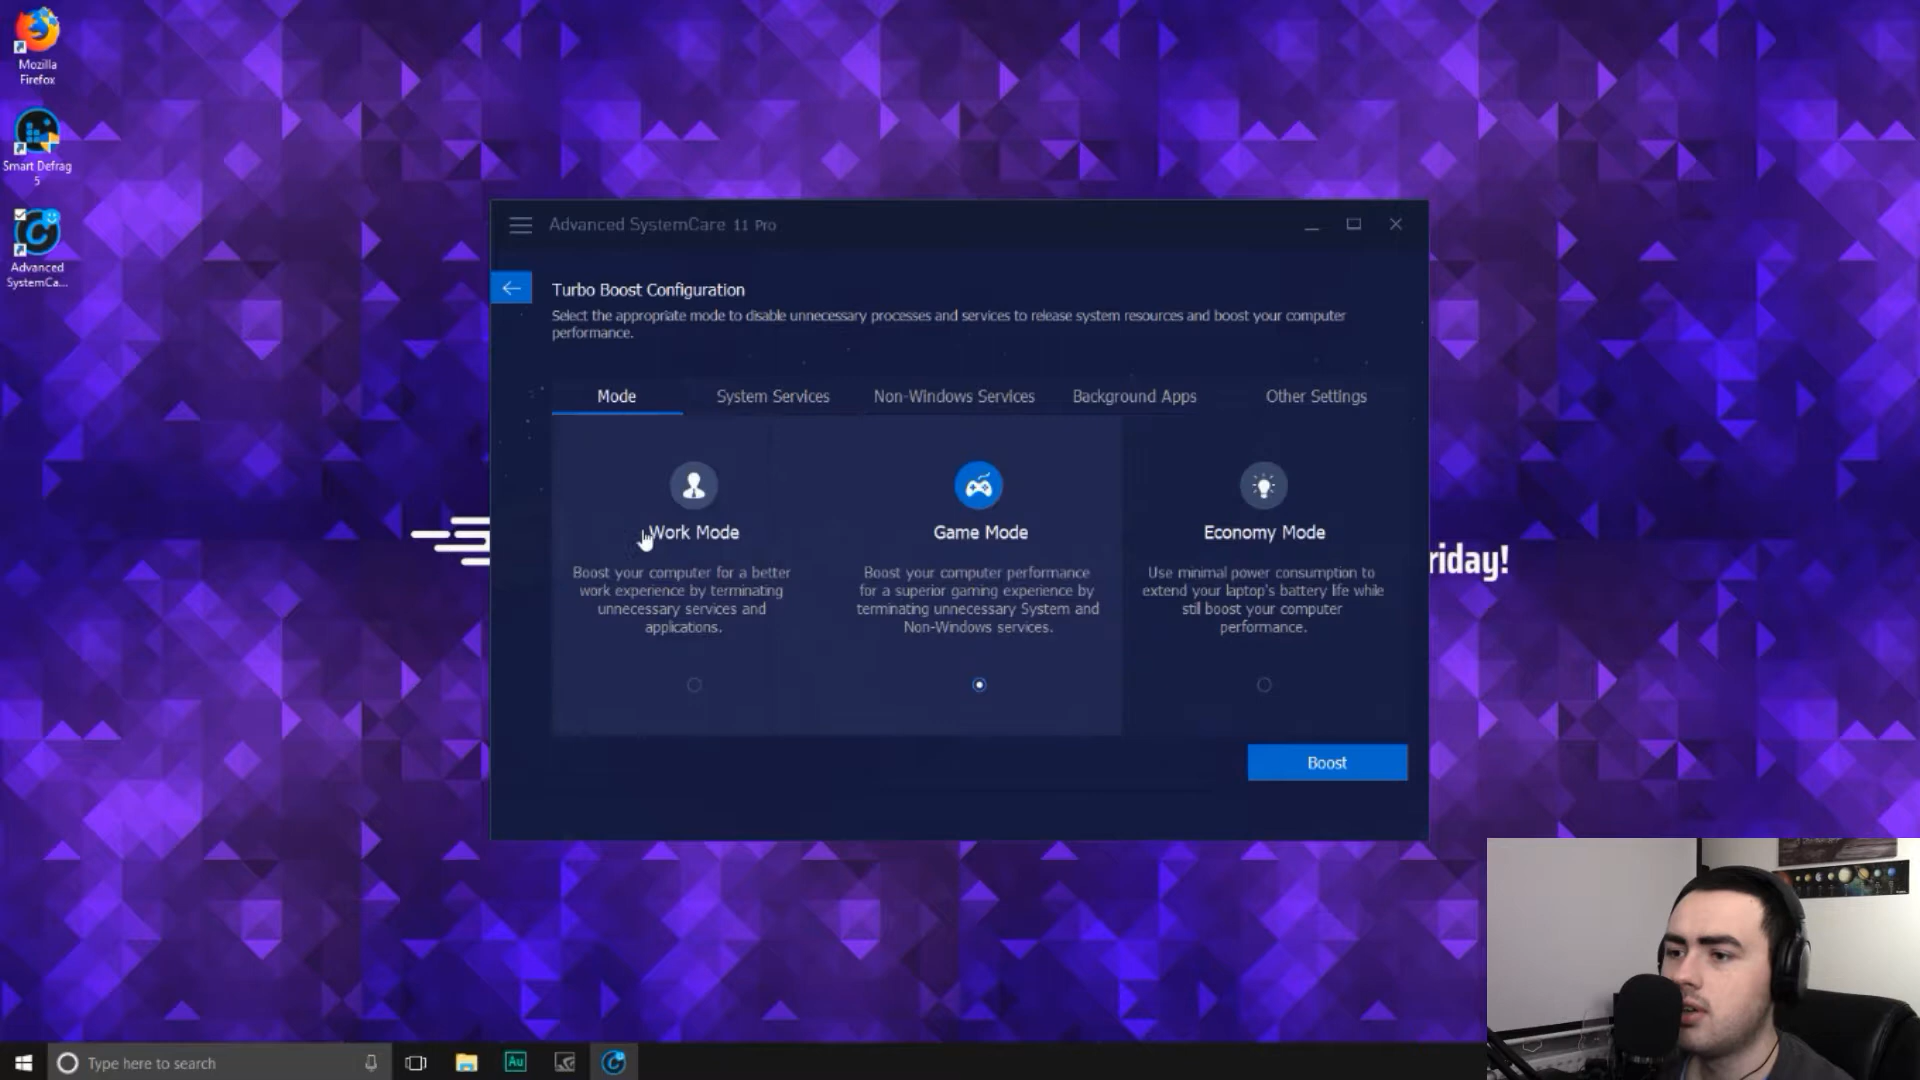 Mozilla
Firefox
Smart Defrag
5
Advanced
SystemCa...
Advanced SystemCare 11 Pro
Turbo Boost Configuration
Select the appropriate mode to disable unnecessary processes and services to release system resources and boost your computer
performance.
Mode
System Services
Non-Windows Services
Background Apps
Other Settings
Work Mode
Boost your computer for a better
work experience by terminating
unnecessary services and
applications.
Game Mode
Boost your computer performance
for a superior gaming experience by
terminating unnecessary System and
Non-Windows services.
Economy Mode
Use minimal power consumption to
extend your laptop's battery life while
still boost your computer
performance.
Boost
riday!
Type here to search
Au